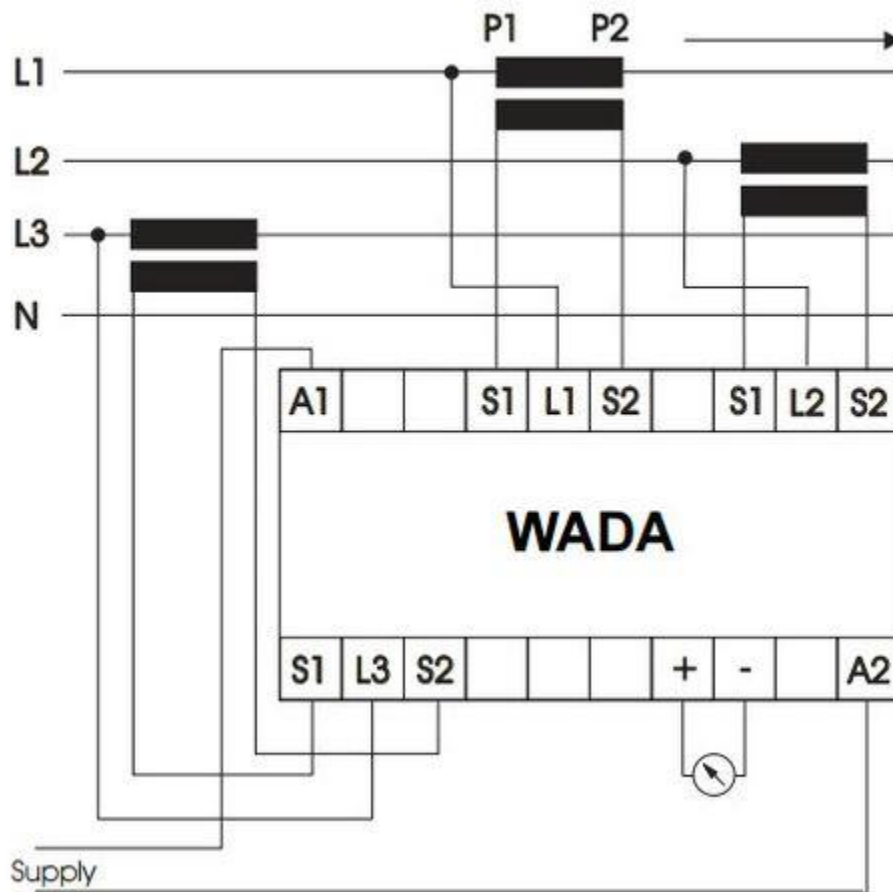 P1 P2
L1
L2
L3
N
A1 S1 L1 S2 S1 L2 S2
WADA
S1 L3 S2 + - A2
Supply